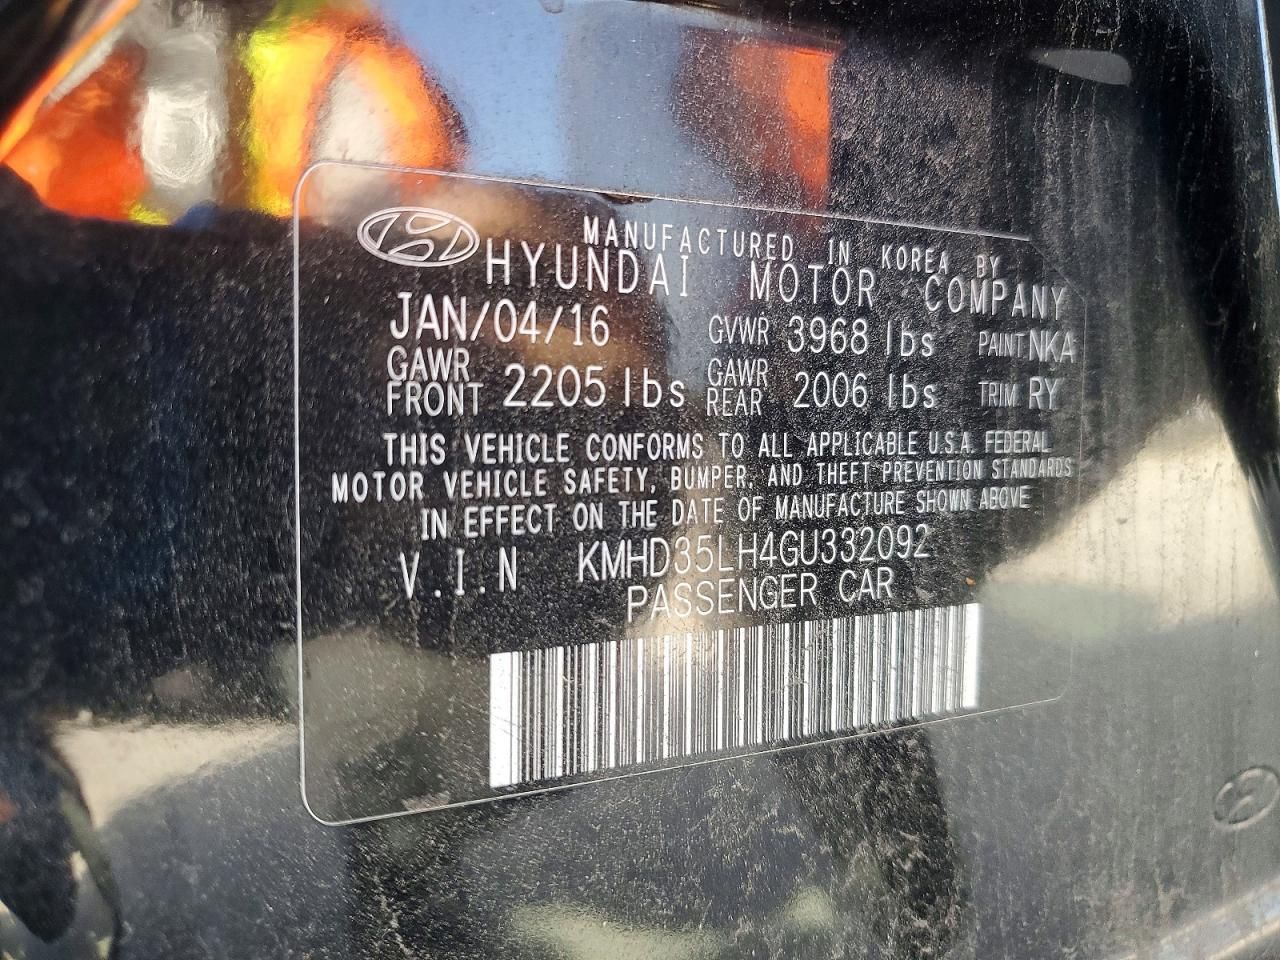 MANUFACTURED IN KOREA BY
HYUNDAI MOTOR COMPANY
JAN/04/16 GVWR 3968 lbs PAINT NKA
GAWR FRONT 2205 lbs GAWR REAR 2006 lbs TRIM RY
THIS VEHICLE CONFORMS TO ALL APPLICABLE U.S.A. FEDERAL
MOTOR VEHICLE SAFETY, BUMPER, AND THEFT PREVENTION STANDARDS
IN EFFECT ON THE DATE OF MANUFACTURE SHOWN ABOVE
V.I.N KMHD35LH4GU332092
PASSENGER CAR